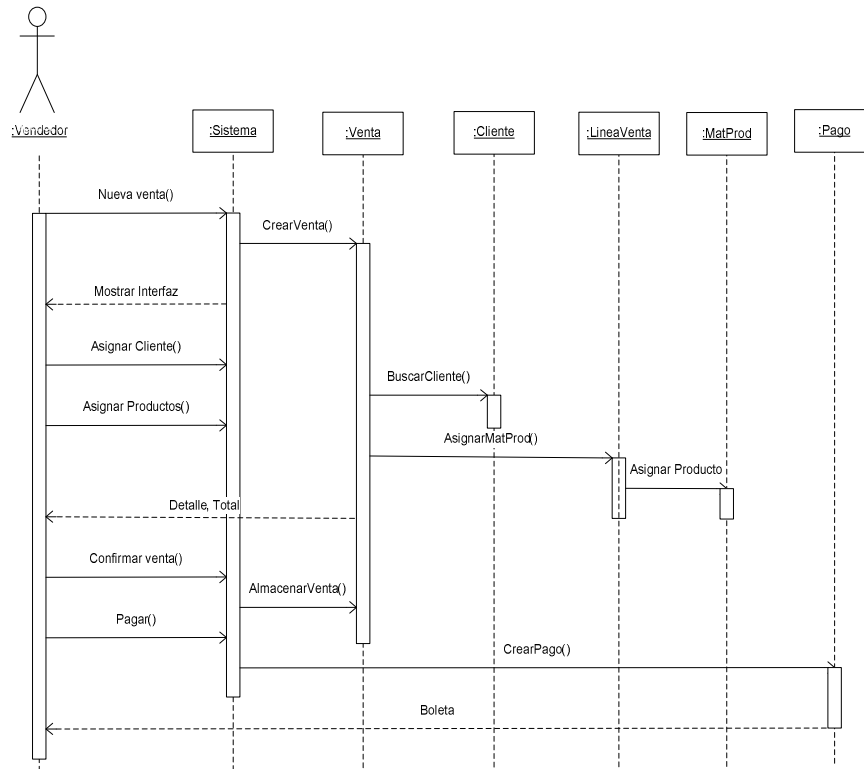 :Vendedor
:Sistema
:Venta
:Cliente
:LineaVenta
:MatProd
:Pago
Nueva venta()
CrearVenta()
Mostrar Interfaz
Asignar Cliente()
BuscarCliente()
Asignar Productos()
AsignarMatProd()
Asignar Producto
Detalle, Total
Confirmar venta()
AlmacenarVenta()
Pagar()
CrearPago()
Boleta